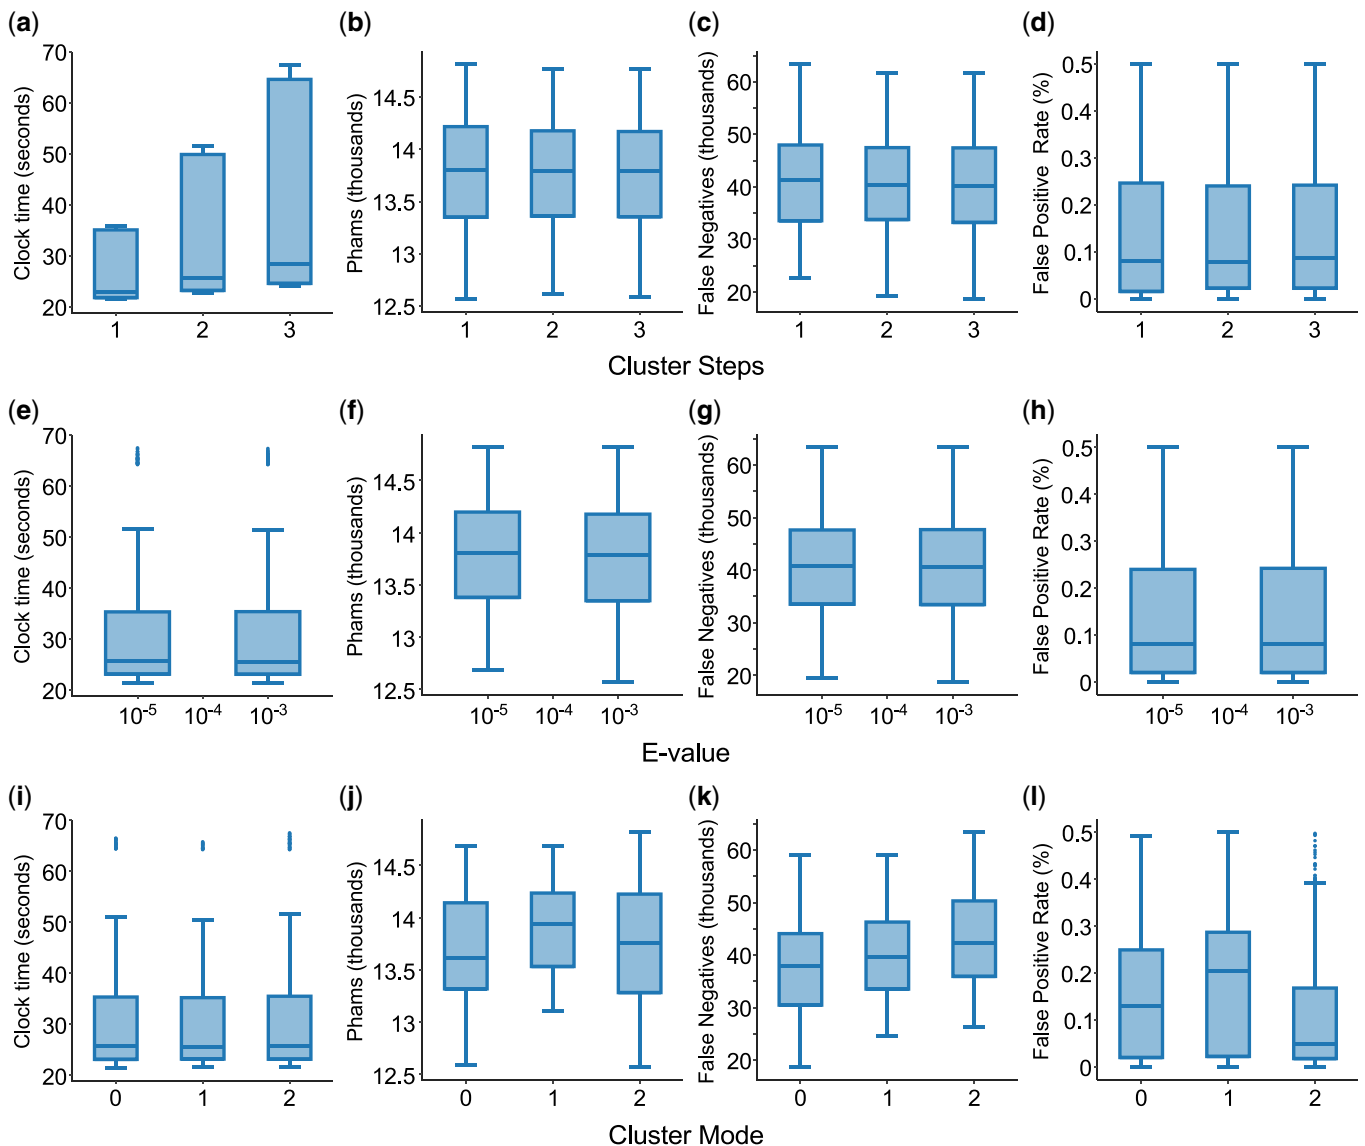 (a)
Clock time (seconds)
70
60
50
40
30
20
1 2 3
(b)
Phams (thousands)
14.5
14
13.5
13
12.5
1 2 3
(c)
False Negatives (thousands)
60
50
40
30
20
1 2 3
(d)
False Positive Rate (%)
0.5
0.4
0.3
0.2
0.1
0
1 2 3
Cluster Steps
(e)
Clock time (seconds)
70
60
50
40
30
20
10⁻⁵ 10⁻⁴ 10⁻³
(f)
Phams (thousands)
14.5
14
13.5
13
12.5
10⁻⁵ 10⁻⁴ 10⁻³
(g)
False Negatives (thousands)
60
50
40
30
20
10⁻⁵ 10⁻⁴ 10⁻³
(h)
False Positive Rate (%)
0.5
0.4
0.3
0.2
0.1
0
10⁻⁵ 10⁻⁴ 10⁻³
E-value
(i)
Clock time (seconds)
70
60
50
40
30
20
0 1 2
(j)
Phams (thousands)
14.5
14
13.5
13
12.5
0 1 2
(k)
False Negatives (thousands)
60
50
40
30
20
0 1 2
(l)
False Positive Rate (%)
0.5
0.4
0.3
0.2
0.1
0
0 1 2
Cluster Mode